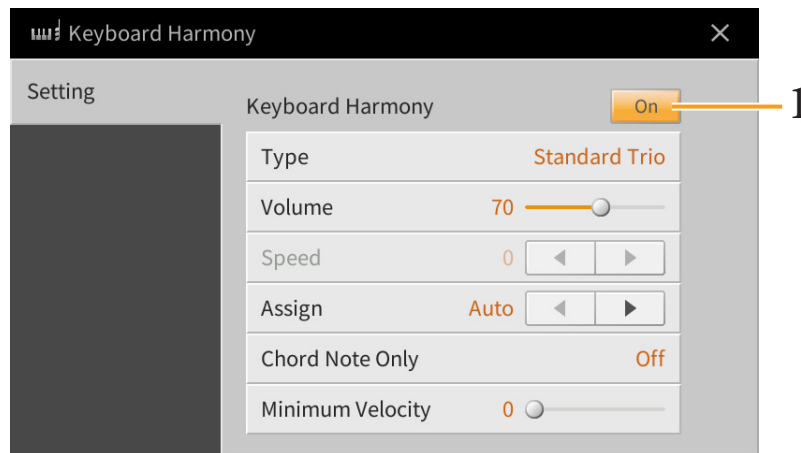 Keyboard Harmony
Setting
Keyboard Harmony On 1
Type Standard Trio
Volume 70
Speed 0
Assign Auto
Chord Note Only Off
Minimum Velocity 0